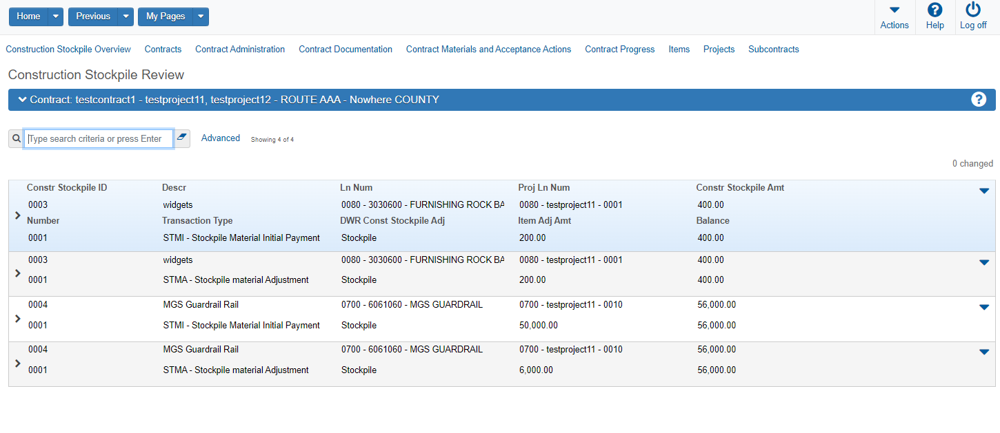 Home Previous My Pages Actions Help Log off
Construction Stockpile Overview Contracts Contract Administration Contract Documentation Contract Materials and Acceptance Actions Contract Progress Items Projects Subcontracts
Construction Stockpile Review
Contract: testcontract1 - testproject11, testproject12 - ROUTE AAA - Nowhere COUNTY ?
Type search criteria or press Enter Advanced Showing 4 of 4
0 changed
Constr Stockpile ID Descr Ln Num Proj Ln Num Constr Stockpile Amt
0003 widgets 0080 - 3030600 - FURNISHING ROCK BA 0080 - testproject11 - 0001 400.00
Number Transaction Type DWR Const Stockpile Adj Item Adj Amt Balance
0001 STMI - Stockpile Material Initial Payment Stockpile 200.00 400.00
0003 widgets 0080 - 3030600 - FURNISHING ROCK BA 0080 - testproject11 - 0001 400.00
0001 STMA - Stockpile material Adjustment Stockpile 200.00 400.00
0004 MGS Guardrail Rail 0700 - 6061060 - MGS GUARDRAIL 0700 - testproject11 - 0010 56,000.00
0001 STMI - Stockpile Material Initial Payment Stockpile 50,000.00 56,000.00
0004 MGS Guardrail Rail 0700 - 6061060 - MGS GUARDRAIL 0700 - testproject11 - 0010 56,000.00
0001 STMA - Stockpile material Adjustment Stockpile 6,000.00 56,000.00